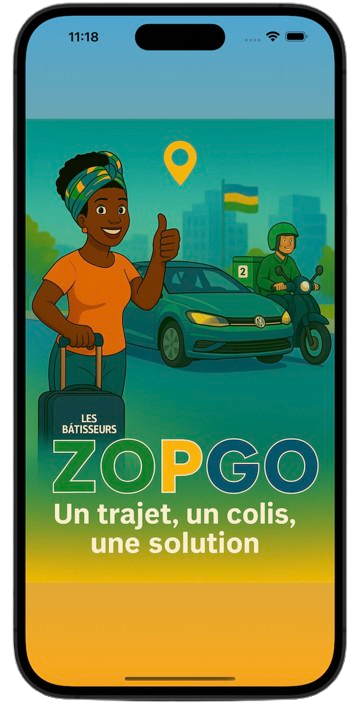 11:18
2
LES
BÂTISSEURS
ZOPGO
Un trajet, un colis,
une solution